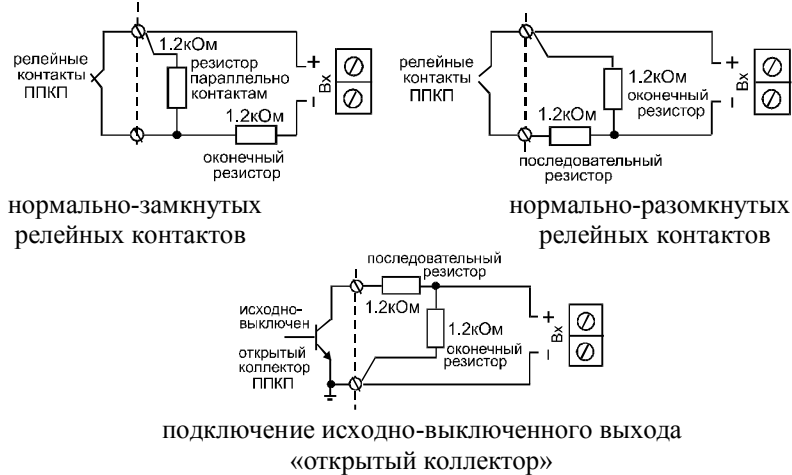 1.2кОм
релейные
контакты
ППКП
резистор
параллельно
контактам
1.2кОм
оконечный
резистор
+
–
Вх
нормально-замкнутых
релейных контактов
релейные
контакты
ППКП
1.2кОм
оконечный
резистор
1.2кОм
последовательный
резистор
+
–
Вх
нормально-разомкнутых
релейных контактов
последовательный
резистор
1.2кОм
исходно-
выключен
открытый
коллектор
ППКП
1.2кОм
оконечный
резистор
+
–
Вх
подключение исходно-выключенного выхода
«открытый коллектор»